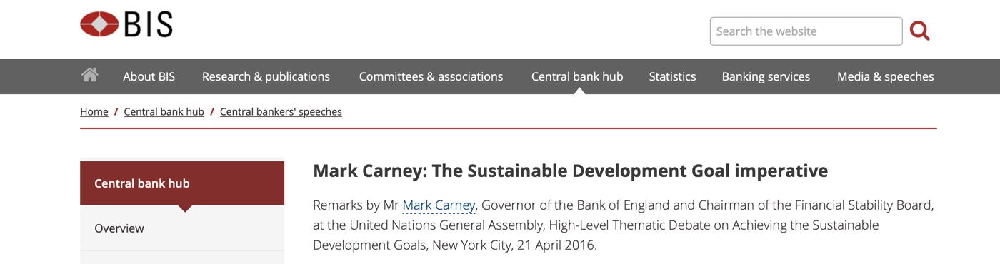 BIS
Search the website
About BIS Research & publications Committees & associations Central bank hub Statistics Banking services Media & speeches
Home / Central bank hub / Central bankers' speeches
Central bank hub
Overview
Mark Carney: The Sustainable Development Goal imperative
Remarks by Mr Mark Carney, Governor of the Bank of England and Chairman of the Financial Stability Board,
at the United Nations General Assembly, High-Level Thematic Debate on Achieving the Sustainable
Development Goals, New York City, 21 April 2016.